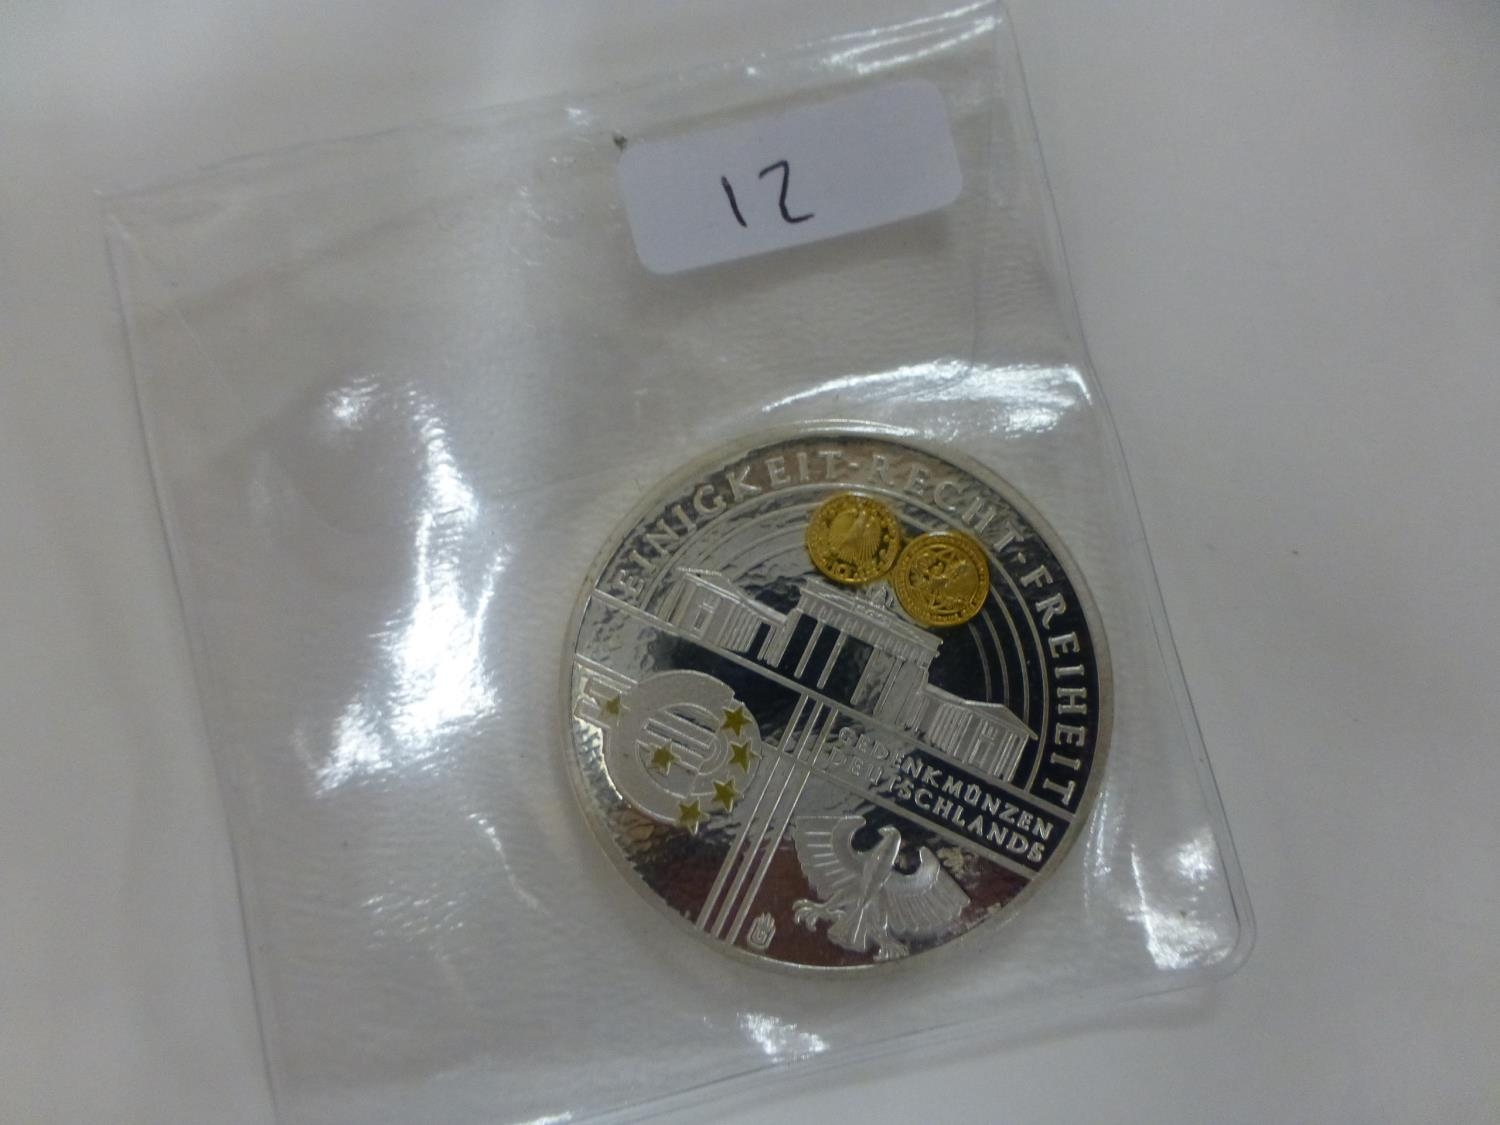 12
EINIGKEIT-RECHT-FREIHEIT
GEDENKMÜNZEN
DEUTSCHLANDS